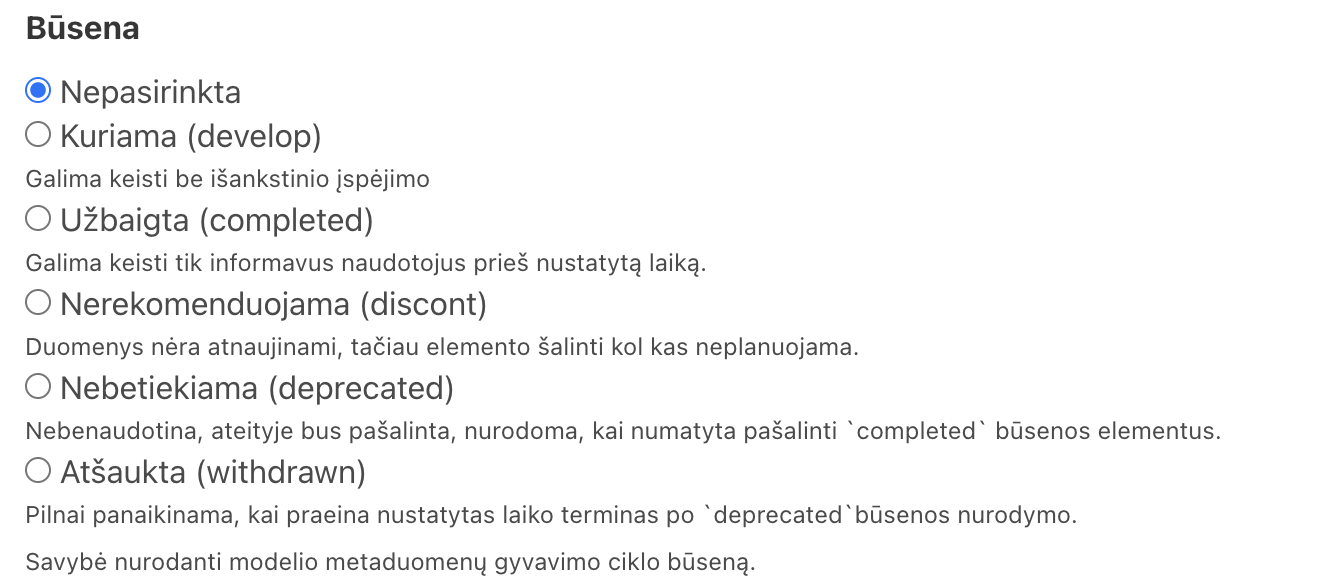 Būsena
Nepasirinkta
Kuriama (develop)
Galima keisti be išankstinio įspėjimo
Užbaigta (completed)
Galima keisti tik informavus naudotojus prieš nustatytą laiką.
Nerekomenduojama (discont)
Duomenys nėra atnaujinami, tačiau elemento šalinti kol kas neplanuojama.
Nebetiekiama (deprecated)
Nebenaudotina, ateityje bus pašalinta, nurodoma, kai numatyta pašalinti `completed` būsenos elementus.
Atšaukta (withdrawn)
Pilnai panaikinama, kai praeina nustatytas laiko terminas po `deprecated`būsenos nurodymo.
Savybė nurodanti modelio metaduomenų gyvavimo ciklo būseną.